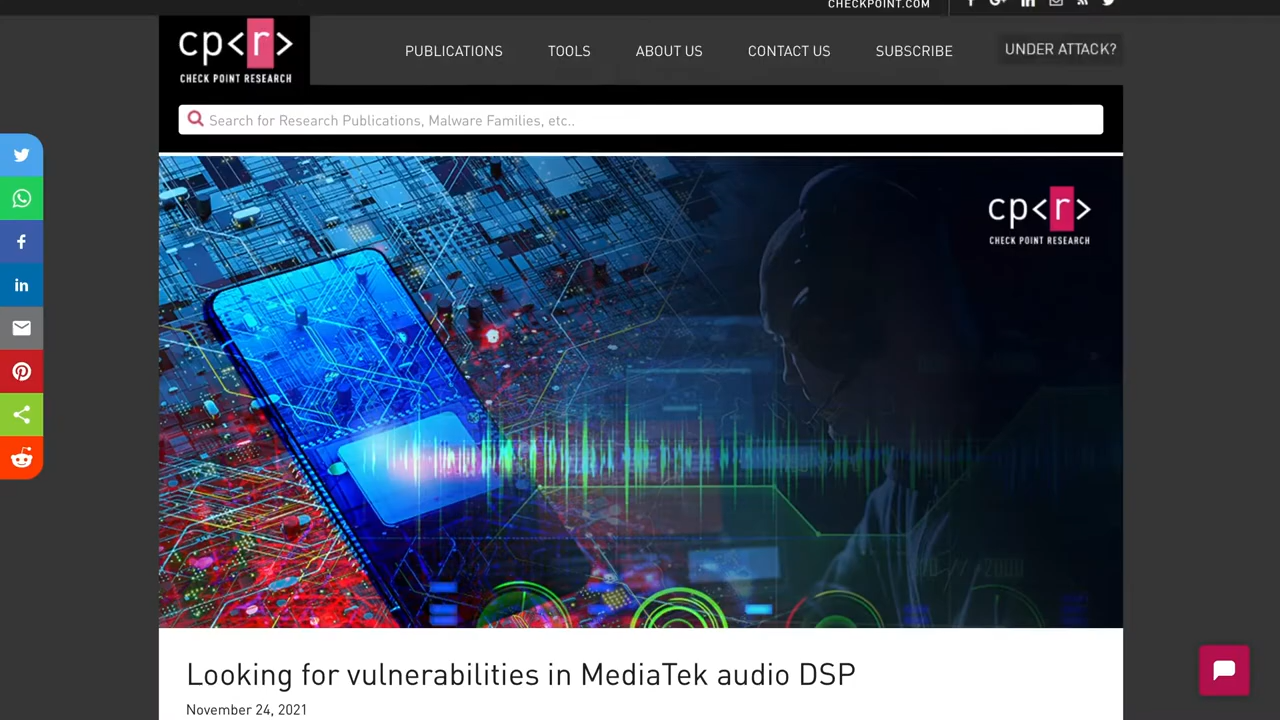 CHECKPOINT.COM
cp<r>
CHECK POINT RESEARCH
PUBLICATIONS
TOOLS
ABOUT US
CONTACT US
SUBSCRIBE
UNDER ATTACK?
Search for Research Publications, Malware Families, etc..
cp<r>
CHECK POINT RESEARCH
Looking for vulnerabilities in MediaTek audio DSP
November 24, 2021